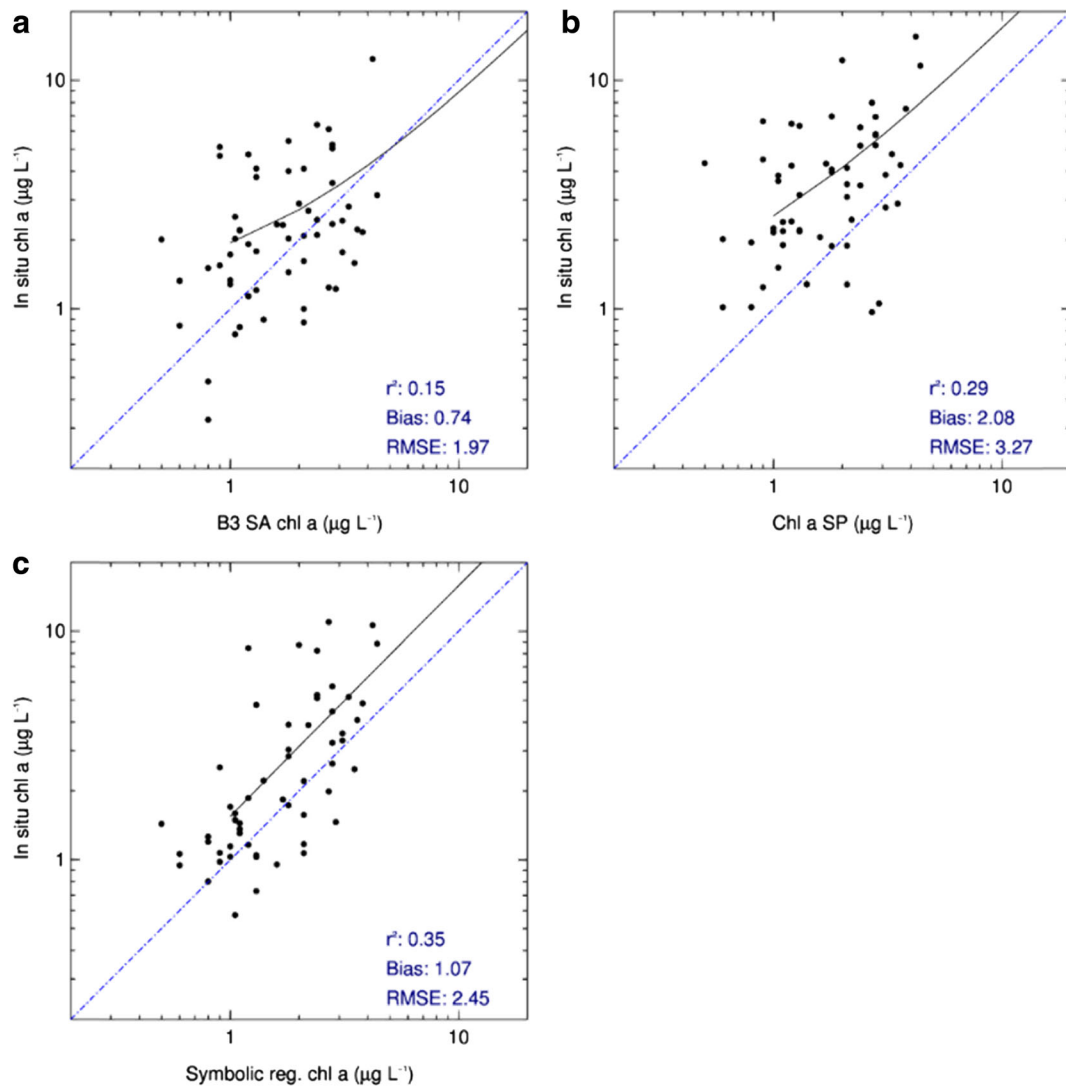 a
10
1
In situ chl a (µg L⁻¹)
r²: 0.15
Bias: 0.74
RMSE: 1.97
1
10
B3 SA chl a (µg L⁻¹)
b
10
1
In situ chl a (µg L⁻¹)
r²: 0.29
Bias: 2.08
RMSE: 3.27
1
10
Chl a SP (µg L⁻¹)
c
10
1
In situ chl a (µg L⁻¹)
r²: 0.35
Bias: 1.07
RMSE: 2.45
1
10
Symbolic reg. chl a (µg L⁻¹)